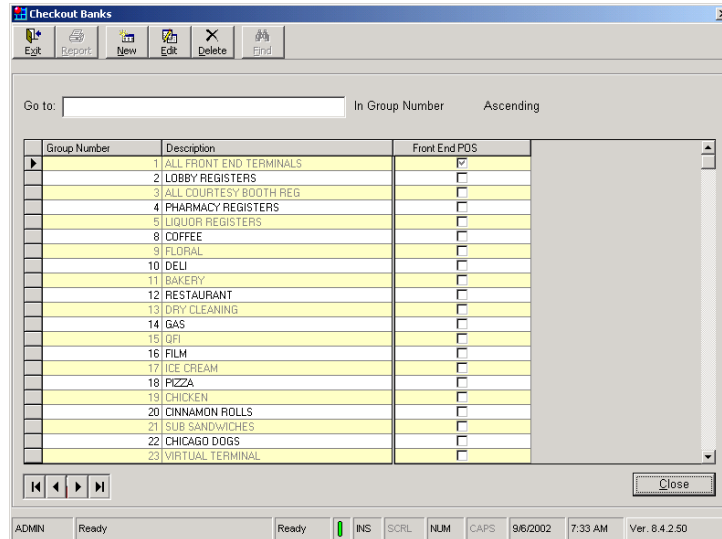 Checkout Banks
Exit Report New Edit Delete Find
Go to: In Group Number Ascending
Group Number Description Front End POS
1 ALL FRONT END TERMINALS
2 LOBBY REGISTERS
3 ALL COURTESY BOOTH REG
4 PHARMACY REGISTERS
5 LIQUOR REGISTERS
8 COFFEE
9 FLORAL
10 DELI
11 BAKERY
12 RESTAURANT
13 DRY CLEANING
14 GAS
15 QFI
16 FILM
17 ICE CREAM
18 PIZZA
19 CHICKEN
20 CINNAMON ROLLS
21 SUB SANDWICHES
22 CHICAGO DOGS
23 VIRTUAL TERMINAL
Close
ADMIN Ready Ready INS SCRL NUM CAPS 9/6/2002 7:33 AM Ver. 8.4.2.50